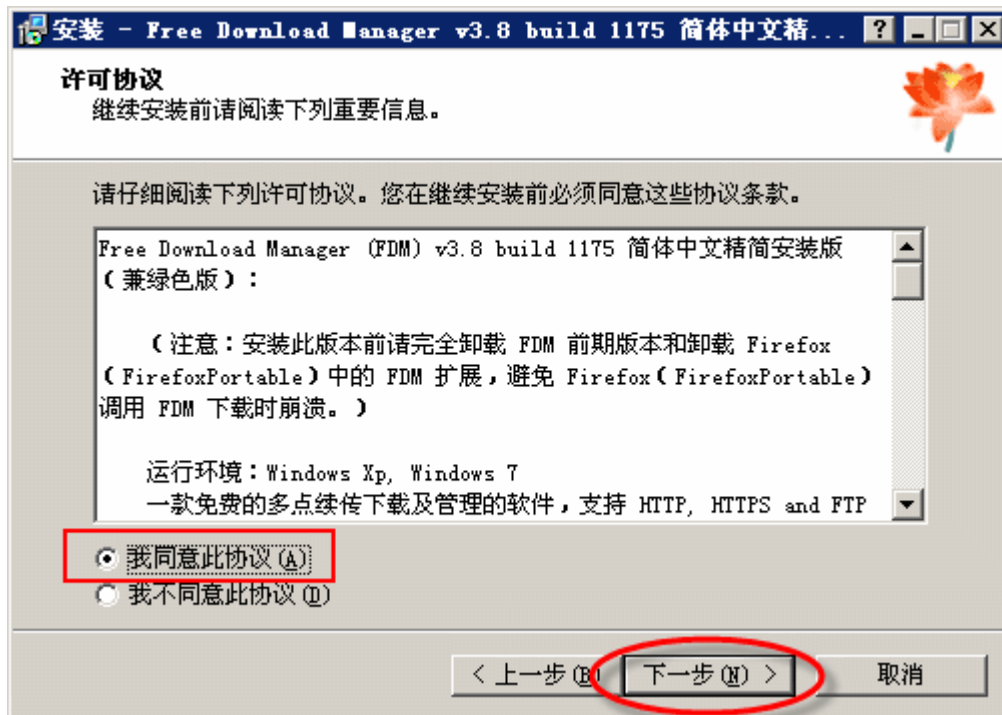 安装 - Free Download Manager v3.8 build 1175 简体中文精...
许可协议
继续安装前请阅读下列重要信息。
请仔细阅读下列许可协议。您在继续安装前必须同意这些协议条款。
Free Download Manager (FDM) v3.8 build 1175 简体中文精简安装版
（兼绿色版）：
（注意：安装此版本前请完全卸载 FDM 前期版本和卸载 Firefox
（FirefoxPortable）中的 FDM 扩展，避免 Firefox（FirefoxPortable）
调用 FDM 下载时崩溃。）
运行环境：Windows Xp, Windows 7
一款免费的多点续传下载及管理的软件，支持 HTTP, HTTPS and FTP
我同意此协议(A)
我不同意此协议(D)
< 上一步(B) 下一步(N) > 取消